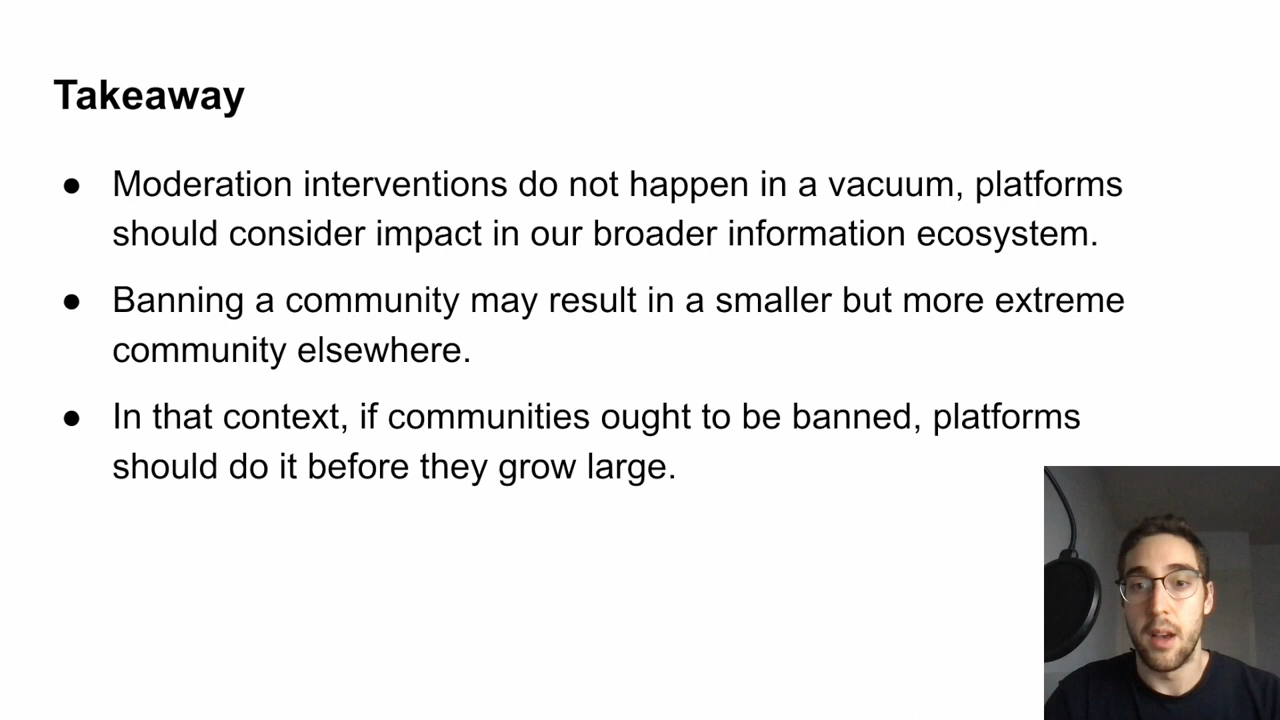 Takeaway
● Moderation interventions do not happen in a vacuum, platforms
should consider impact in our broader information ecosystem.
● Banning a community may result in a smaller but more extreme
community elsewhere.
● In that context, if communities ought to be banned, platforms
should do it before they grow large.